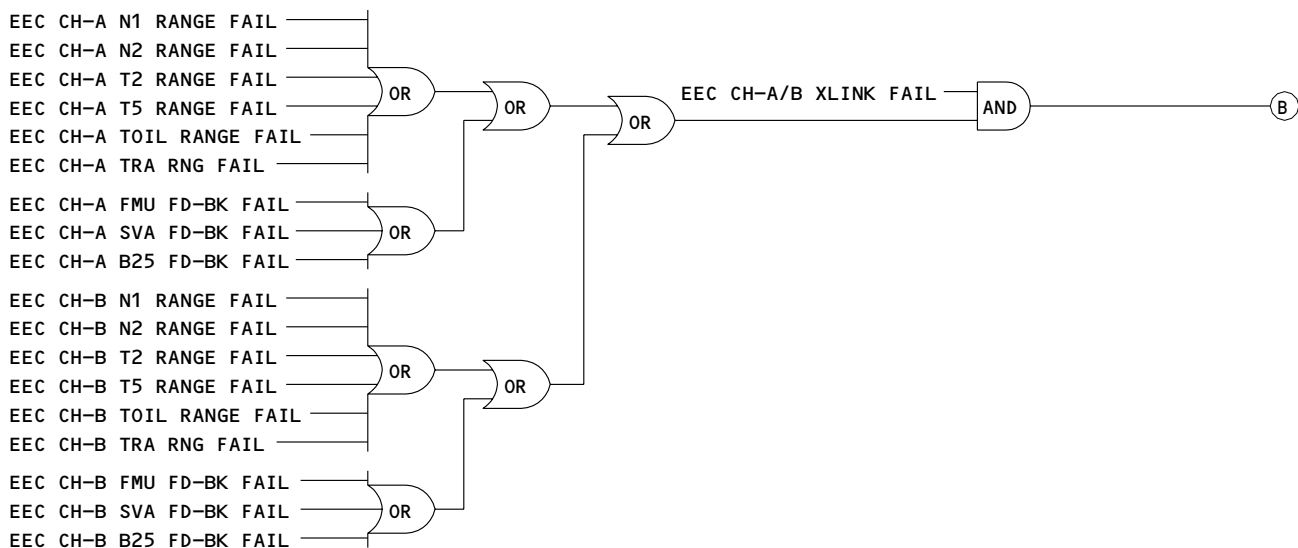 EEC CH-A N1 RANGE FAIL
EEC CH-A N2 RANGE FAIL
EEC CH-A T2 RANGE FAIL
EEC CH-A T5 RANGE FAIL
EEC CH-A TOIL RANGE FAIL
EEC CH-A TRA RNG FAIL
OR
OR
OR
EEC CH-A/B XLINK FAIL
AND
B
EEC CH-A FMU FD-BK FAIL
EEC CH-A SVA FD-BK FAIL
EEC CH-A B25 FD-BK FAIL
OR
EEC CH-B N1 RANGE FAIL
EEC CH-B N2 RANGE FAIL
EEC CH-B T2 RANGE FAIL
EEC CH-B T5 RANGE FAIL
EEC CH-B TOIL RANGE FAIL
EEC CH-B TRA RNG FAIL
OR
OR
EEC CH-B FMU FD-BK FAIL
EEC CH-B SVA FD-BK FAIL
EEC CH-B B25 FD-BK FAIL
OR